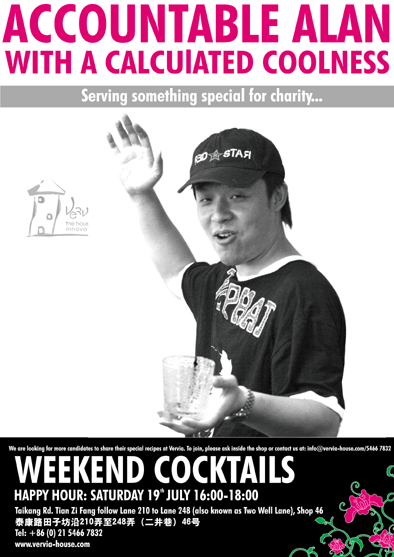 ACCOUNTABLE ALAN
WITH A CALCUlATED COOLNESS
Serving something special for charity...
STAR
PHAT
Vervia
We are looking for more candidates to share their special recipes at Vervia. To join, please ask inside the shop or contact us at: info@vervia-house.com/5466 7832
WEEKEND COCKTAILS
HAPPY HOUR: SATURDAY 19th JULY 16:00-18:00
Taikang Rd. Tian Zi Fang follow Lane 210 to Lane 248 (also known as Two Well Lane), Shop 46
泰康路田子坊沿210弄至248弄（二井巷）46号
Tel: +86 (0) 21 5466 7832
www.vervia-house.com